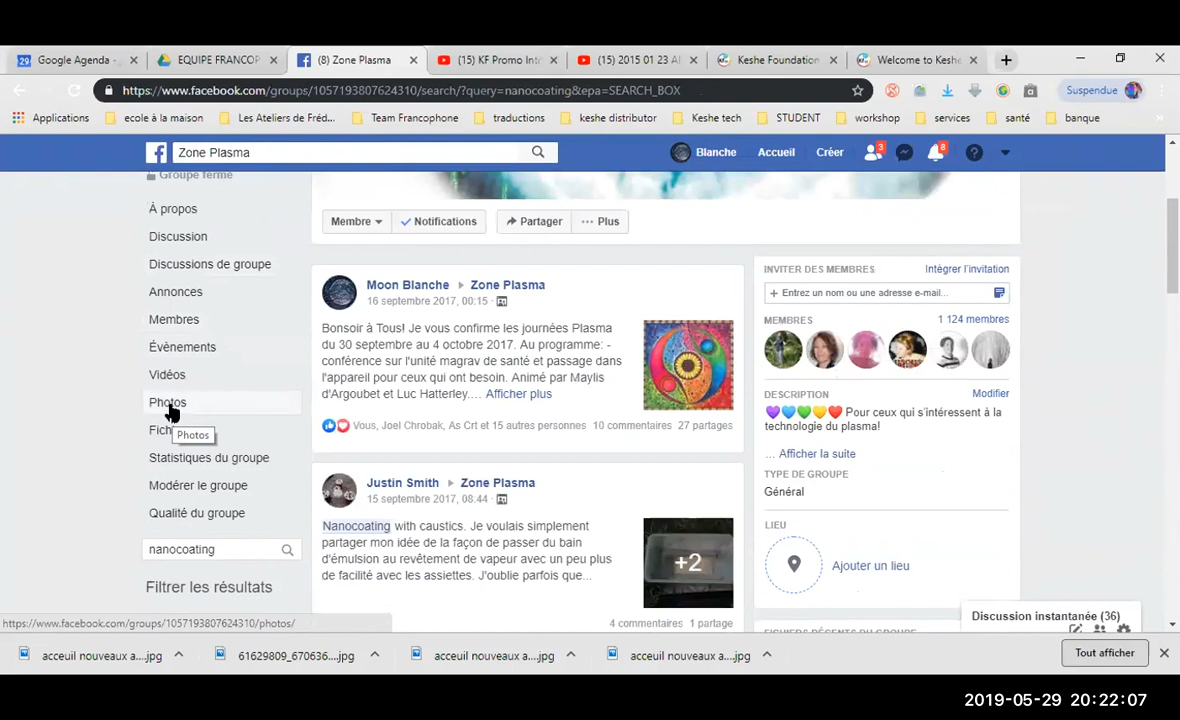 Google Agenda -
EQUIPE FRANCOP
(8) Zone Plasma
(15) KF Promo Intr
(15) 2015 01 23 Al
Keshe Foundation
Welcome to Keshe
https://www.facebook.com/groups/1057193807624310/search/?query=nanocoating&epa=SEARCH_BOX
Suspendue
Applications
ecole à la maison
Les Ateliers de Fréd...
Team Francophone
traductions
keshe distributor
Keshe tech
STUDENT
workshop
services
santé
banque
Zone Plasma
Blanche
Accueil
Créer
3
8
Groupe fermé
À propos
Discussion
Discussions de groupe
Annonces
Membres
Évènements
Vidéos
Photos
Photos
Statistiques du groupe
Modérer le groupe
Qualité du groupe
nanocoating
Filtrer les résultats
Membre
Notifications
Partager
Plus
Moon Blanche
Zone Plasma
16 septembre 2017, 00:15
Bonsoir à Tous! Je vous confirme les journées Plasma
du 30 septembre au 4 octobre 2017. Au programme: -
conférence sur l'unité magrav de santé et passage dans
l'appareil pour ceux qui ont besoin. Animé par Maylis
d'Argoubet et Luc Hatterley.... Afficher plus
Vous, Joel Chrobak, As Crt et 15 autres personnes
10 commentaires
27 partages
Justin Smith
Zone Plasma
15 septembre 2017, 08:44
Nanocoating with caustics. Je voulais simplement
partager mon idée de la façon de passer du bain
d'émulsion au revêtement de vapeur avec un peu plus
de facilité avec les assiettes. J'oublie parfois que...
+2
4 commentaires
1 partage
INVITER DES MEMBRES
Intégrer l'invitation
+ Entrez un nom ou une adresse e-mail...
MEMBRES
1 124 membres
DESCRIPTION
Modifier
Pour ceux qui s'intéressent à la
technologie du plasma!
... Afficher la suite
TYPE DE GROUPE
Général
LIEU
Ajouter un lieu
Discussion instantanée (36)
https://www.facebook.com/groups/1057193807624310/photos/
acceuil nouveaux a....jpg
61629809_670636....jpg
acceuil nouveaux a....jpg
acceuil nouveaux a....jpg
Tout afficher
2019-05-29 20:22:07